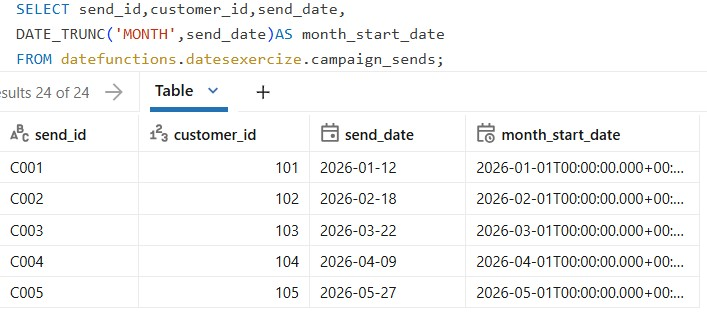 SELECT send_id,customer_id,send_date,
DATE_TRUNC('MONTH',send_date)AS month_start_date
FROM datefunctions.datesexercize.campaign_sends;
esults 24 of 24 → Table +
ABC send_id 123 customer_id send_date month_start_date
C001 101 2026-01-12 2026-01-01T00:00:00.000+00:...
C002 102 2026-02-18 2026-02-01T00:00:00.000+00:...
C003 103 2026-03-22 2026-03-01T00:00:00.000+00:...
C004 104 2026-04-09 2026-04-01T00:00:00.000+00:...
C005 105 2026-05-27 2026-05-01T00:00:00.000+00:...